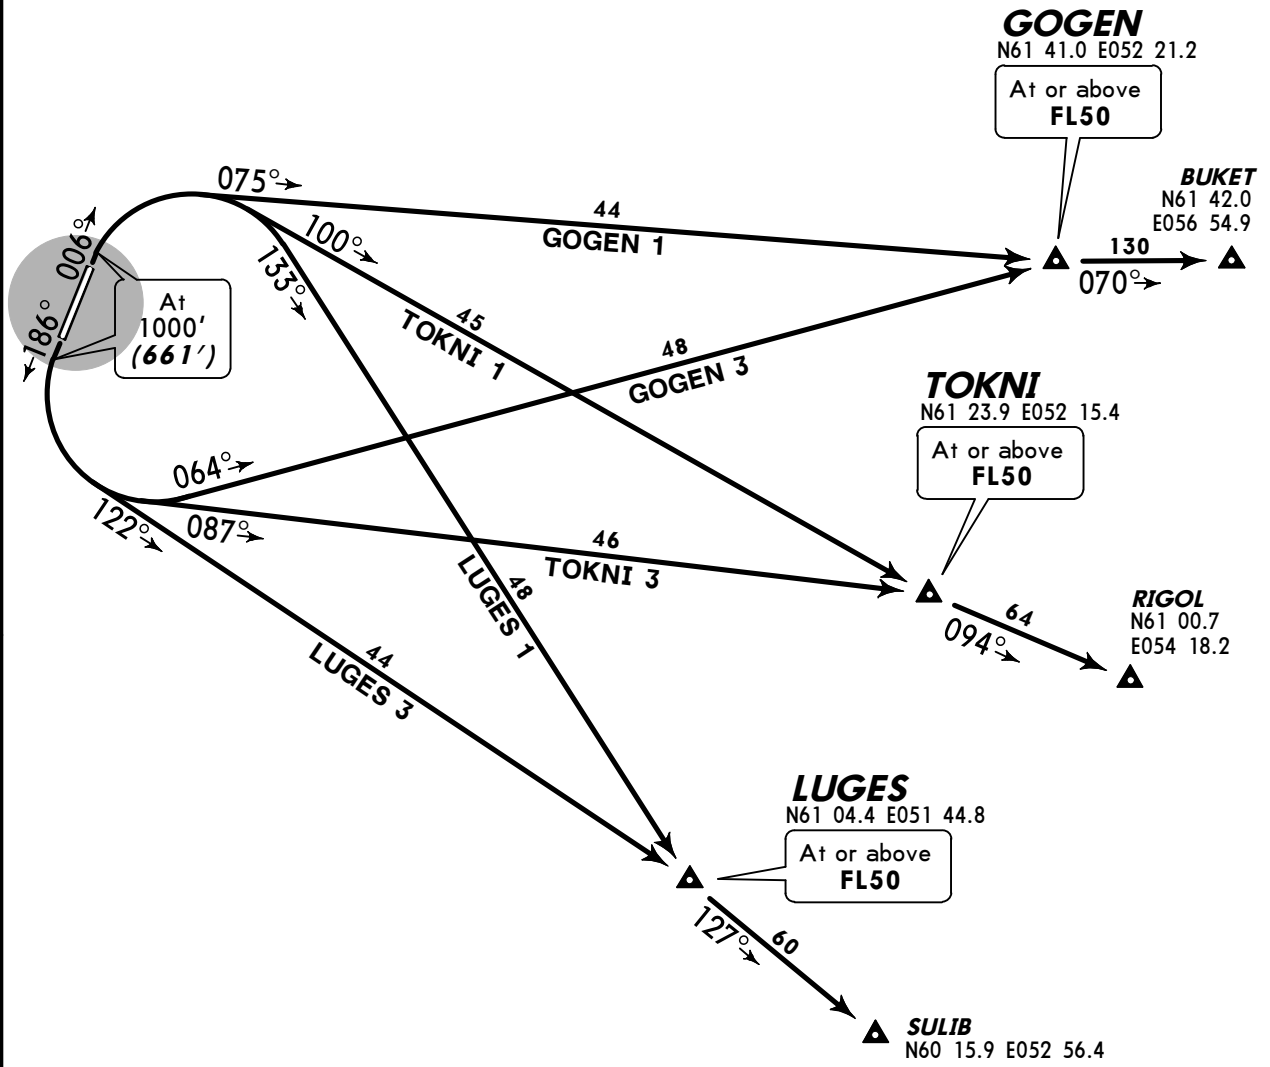 GOGEN
N61 41.0 E052 21.2
At or above
FL50
BUKET
N61 42.0
E056 54.9
075°
44
GOGEN 1
130
070°
006°
100°
133°
186°
At
1000'
(661')
45
TOKNI 1
48
GOGEN 3
TOKNI
N61 23.9 E052 15.4
At or above
FL50
064°
122°
087°
46
TOKNI 3
48
LUGES 1
64
094°
RIGOL
N61 00.7
E054 18.2
44
LUGES 3
LUGES
N61 04.4 E051 44.8
At or above
FL50
127°
60
SULIB
N60 15.9 E052 56.4